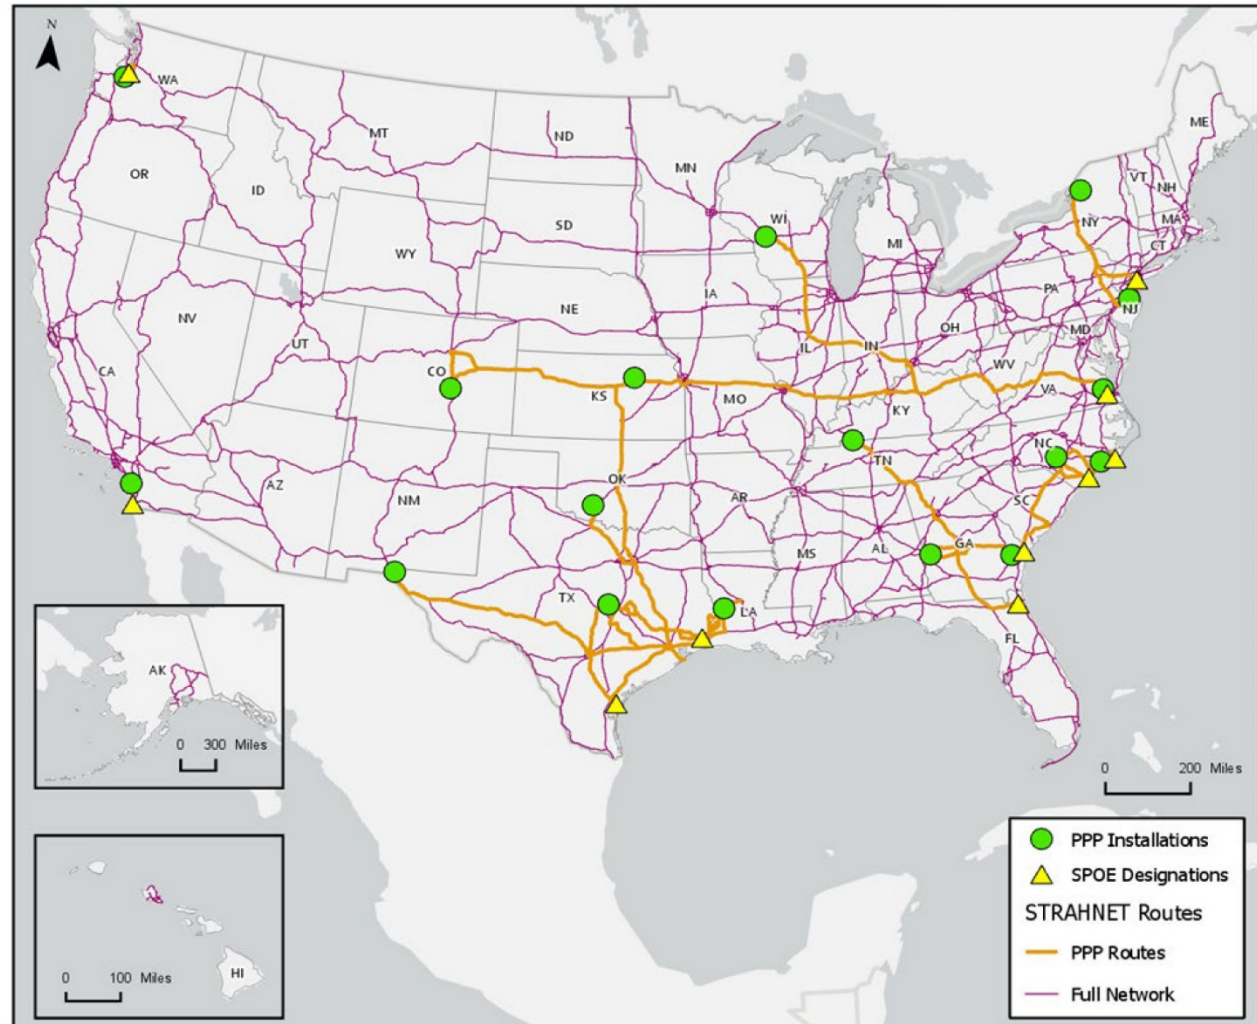 N
WA
MT
ND
MN
ME
OR
ID
VT
NH
WI
NY
MA
SD
MI
CT
WY
IA
PA
NE
NJ
NV
OH
MD
UT
IL
IN
WV
CA
CO
KS
MO
VA
KY
NC
TN
AZ
OK
NM
AR
SC
MS
AL
GA
TX
LA
FL
AK
0 300 Miles
0 200 Miles
HI
0 100 Miles
PPP Installations
SPOE Designations
STRAHNET Routes
PPP Routes
Full Network